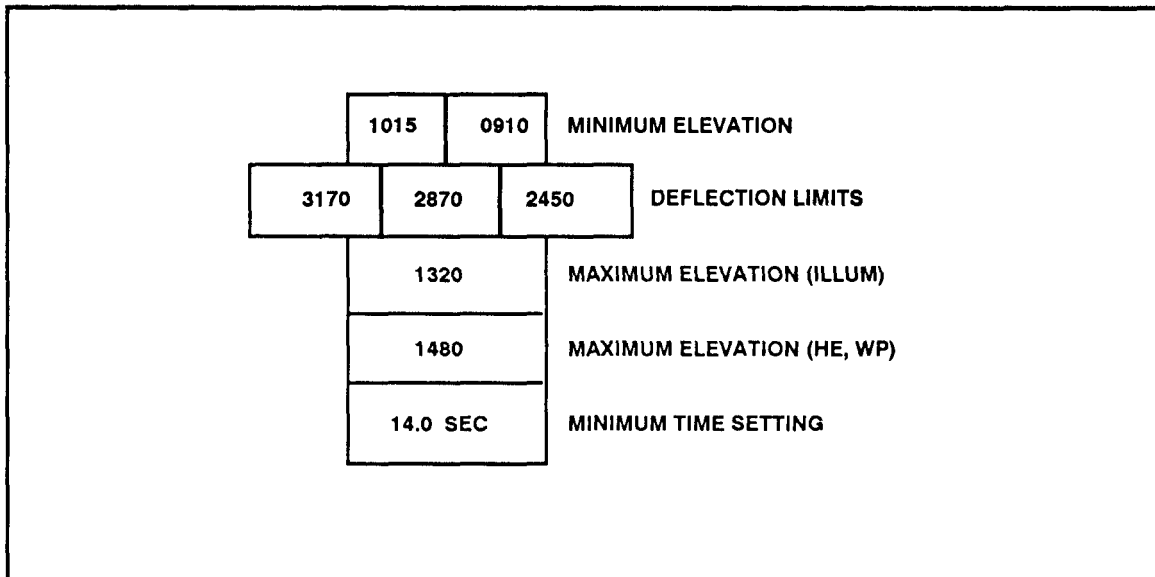 1015 0910 MINIMUM ELEVATION
3170 2870 2450 DEFLECTION LIMITS
1320 MAXIMUM ELEVATION (ILLUM)
1480 MAXIMUM ELEVATION (HE, WP)
14.0 SEC MINIMUM TIME SETTING